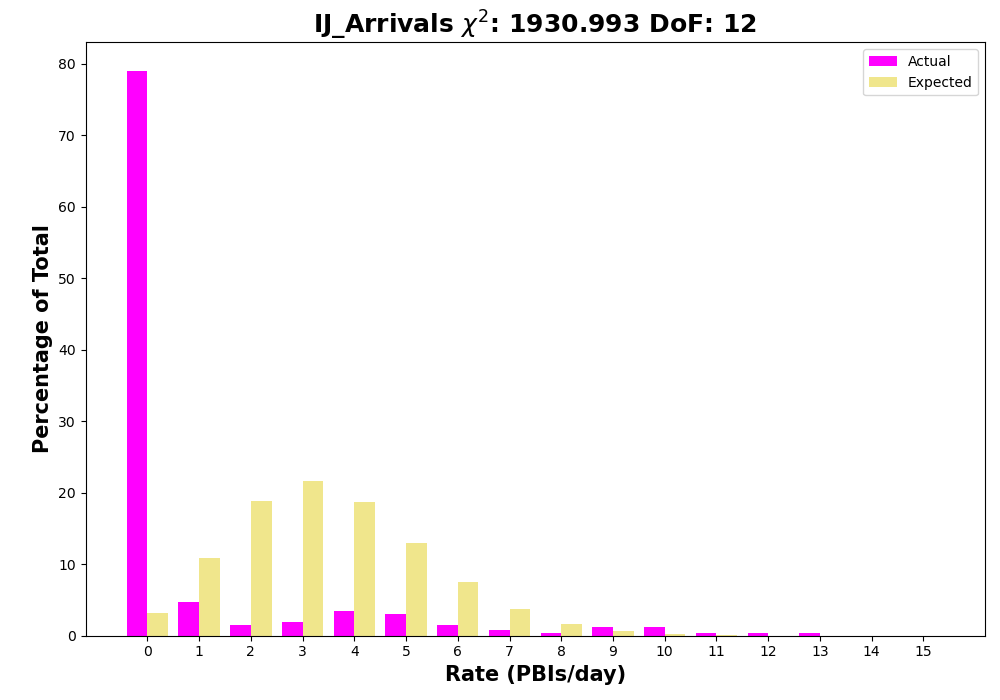 IJ_Arrivals χ²: 1930.993 DoF: 12
Actual
Expected
80
70
60
50
40
30
20
10
0
Percentage of Total
0 1 2 3 4 5 6 7 8 9 10 11 12 13 14 15
Rate (PBIs/day)